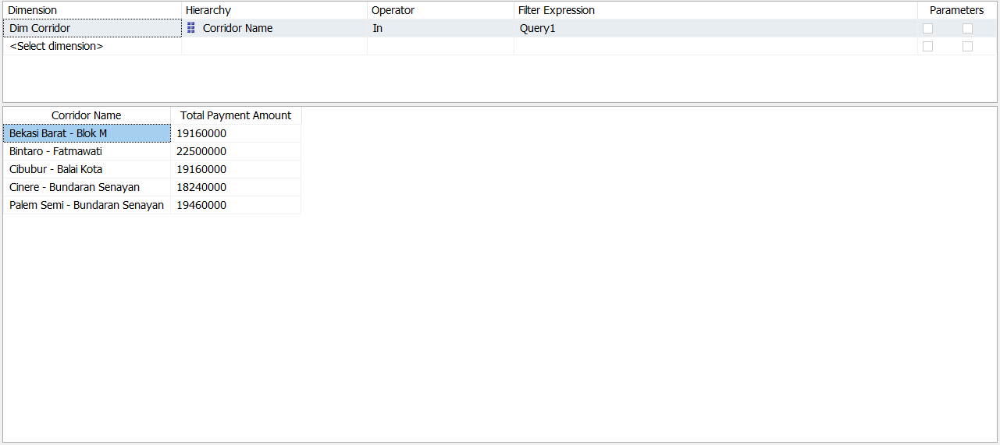 Dimension Hierarchy Operator Filter Expression Parameters
Dim Corridor Corridor Name In Query1
<Select dimension>
Corridor Name Total Payment Amount
Bekasi Barat - Blok M 19160000
Bintaro - Fatmawati 22500000
Cibubur - Balai Kota 19160000
Cinere - Bundaran Senayan 18240000
Palem Semi - Bundaran Senayan 19460000